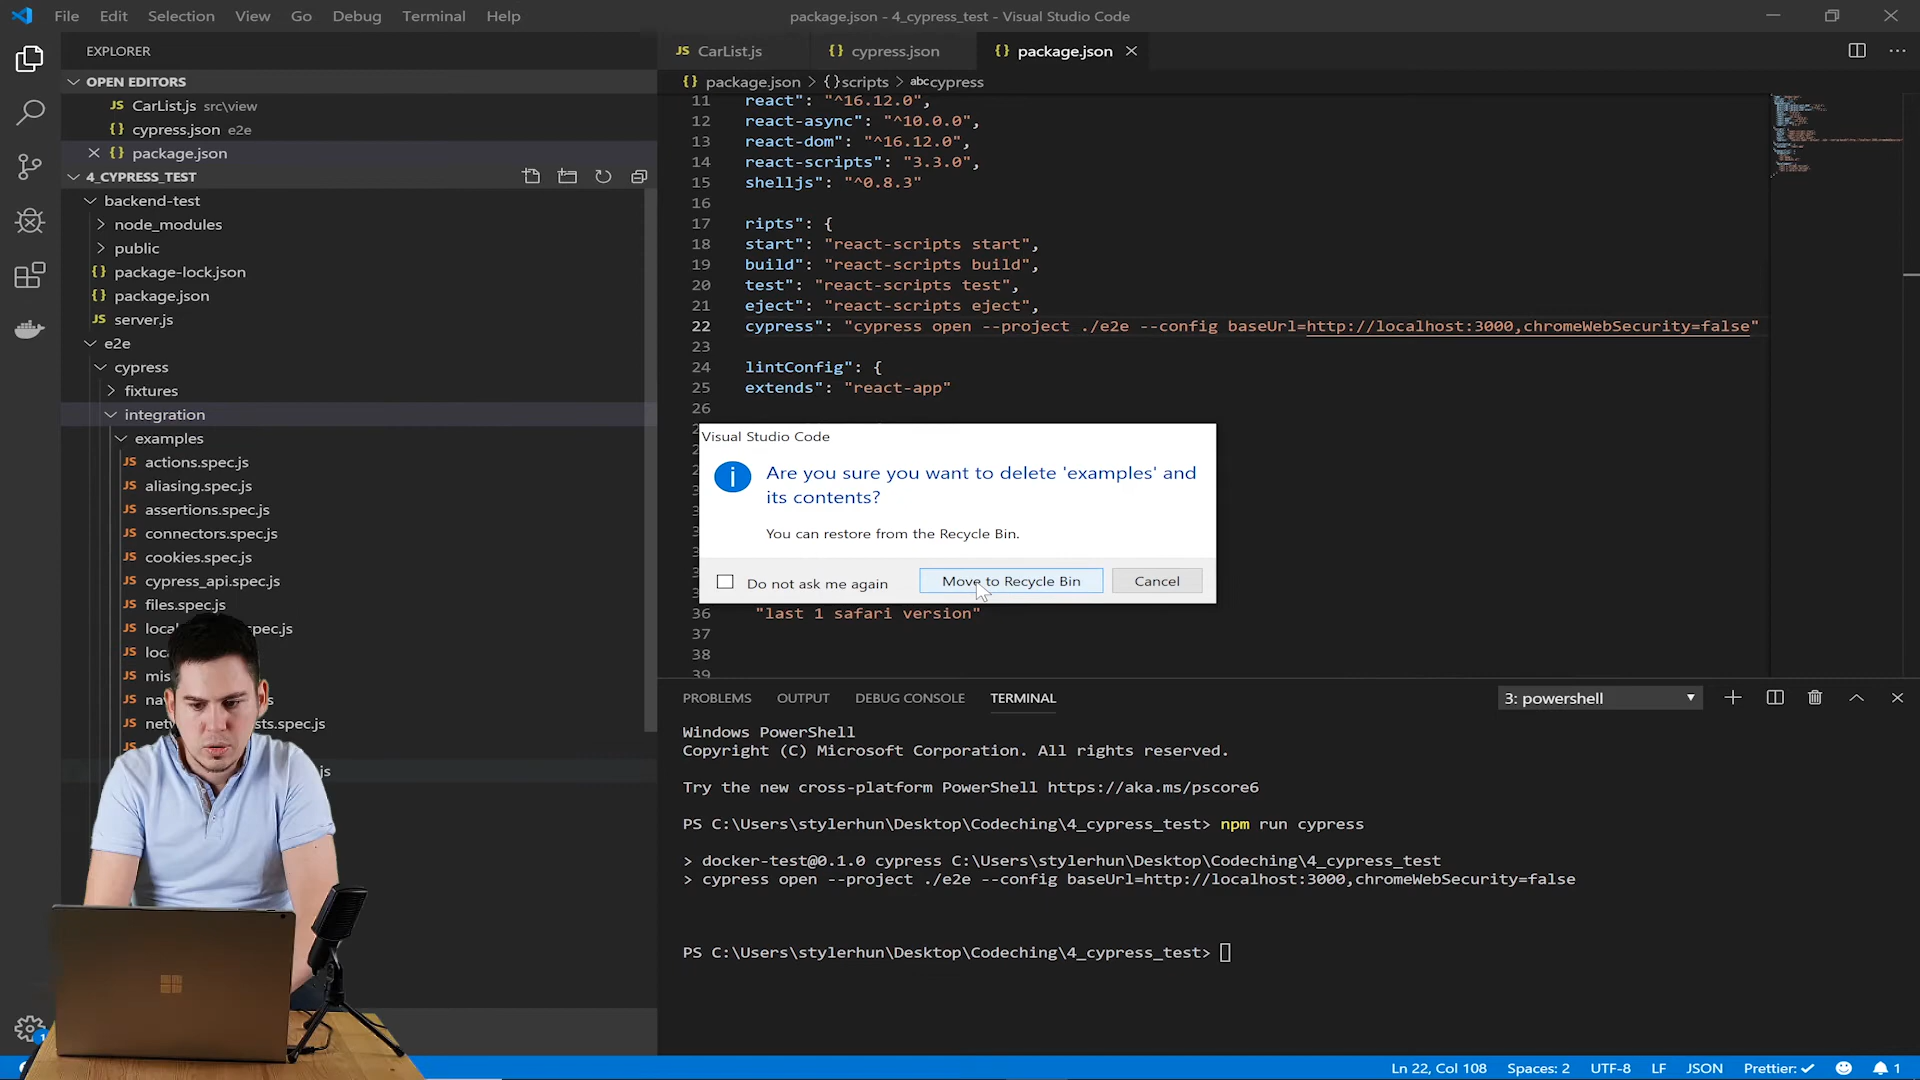 File Edit Selection View Go Debug Terminal Help
package.json - 4_cypress_test - Visual Studio Code
EXPLORER
OPEN EDITORS
JS CarList.js src\view
{} cypress.json e2e
{} package.json
4_CYPRESS_TEST
backend-test
node_modules
public
{} package-lock.json
{} package.json
JS server.js
e2e
cypress
fixtures
integration
examples
JS actions.spec.js
JS aliasing.spec.js
JS assertions.spec.js
JS connectors.spec.js
JS cookies.spec.js
JS cypress_api.spec.js
JS files.spec.js
JS
JS
JS
JS
JS
1
JS CarList.js {} cypress.json {} package.json
{} package.json > {}scripts > abccypress
11 react": "^16.12.0",
12 react-async": "^10.0.0",
13 react-dom": "^16.12.0",
14 react-scripts": "3.3.0",
15 shelljs": "^0.8.3"
16
17 ripts": {
18 start": "react-scripts start",
19 build": "react-scripts build",
20 test": "react-scripts test",
21 eject": "react-scripts eject",
22 cypress": "cypress open --project ./e2e --config baseUrl=http://localhost:3000,chromeWebSecurity=false"
23
24 lintConfig": {
25 extends": "react-app"
26
36 "last 1 safari version"
37
38
39
Visual Studio Code
Are you sure you want to delete 'examples' and
its contents?
You can restore from the Recycle Bin.
Do not ask me again Move to Recycle Bin Cancel
PROBLEMS OUTPUT DEBUG CONSOLE TERMINAL 3: powershell
Windows PowerShell
Copyright (C) Microsoft Corporation. All rights reserved.
Try the new cross-platform PowerShell https://aka.ms/pscore6
PS C:\Users\stylerhun\Desktop\Codeching\4_cypress_test> npm run cypress
> docker-test@0.1.0 cypress C:\Users\stylerhun\Desktop\Codeching\4_cypress_test
> cypress open --project ./e2e --config baseUrl=http://localhost:3000,chromeWebSecurity=false
PS C:\Users\stylerhun\Desktop\Codeching\4_cypress_test>
Ln 22, Col 108 Spaces: 2 UTF-8 LF JSON Prettier: ✓ 1